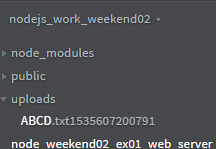 nodejs_work_weekend02
node_modules
public
uploads
ABCD.txt1535607200791
node_weekend02_ex01_web_server